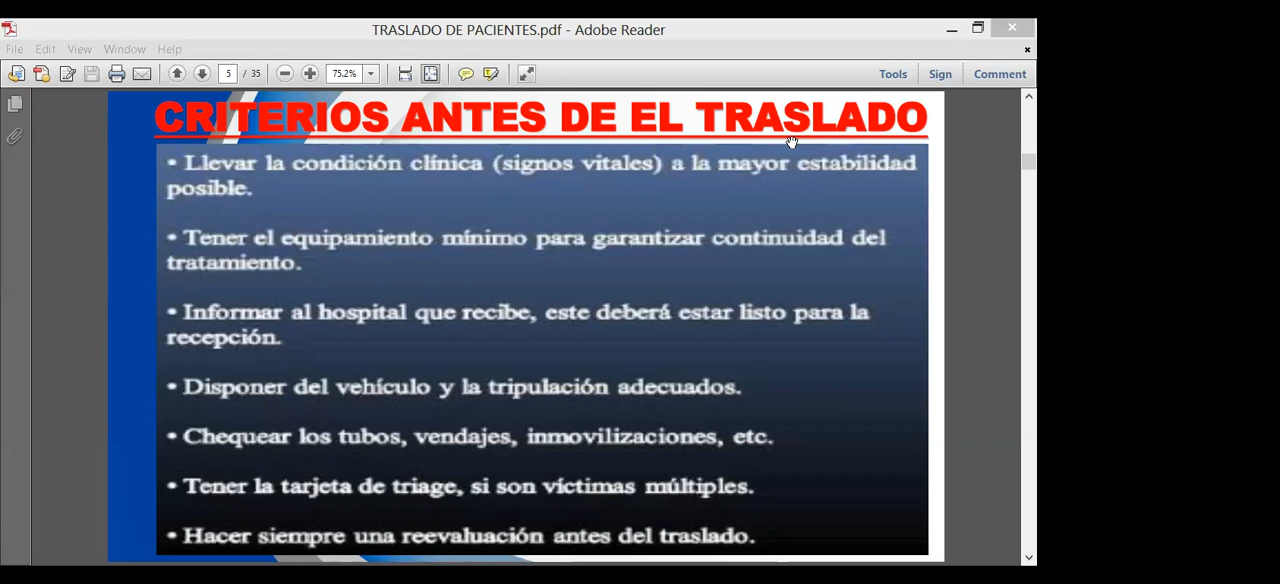 TRASLADO DE PACIENTES.pdf - Adobe Reader
File Edit View Window Help
5 / 35 75.2% Tools Sign Comment
CRITERIOS ANTES DE EL TRASLADO
• Llevar la condición clínica (signos vitales) a la mayor estabilidad
posible.
• Tener el equipamiento mínimo para garantizar continuidad del
tratamiento.
• Informar al hospital que recibe, este deberá estar listo para la
recepción.
• Disponer del vehículo y la tripulación adecuados.
• Chequear los tubos, vendajes, inmovilizaciones, etc.
• Tener la tarjeta de triage, si son víctimas múltiples.
• Hacer siempre una reevaluación antes del traslado.